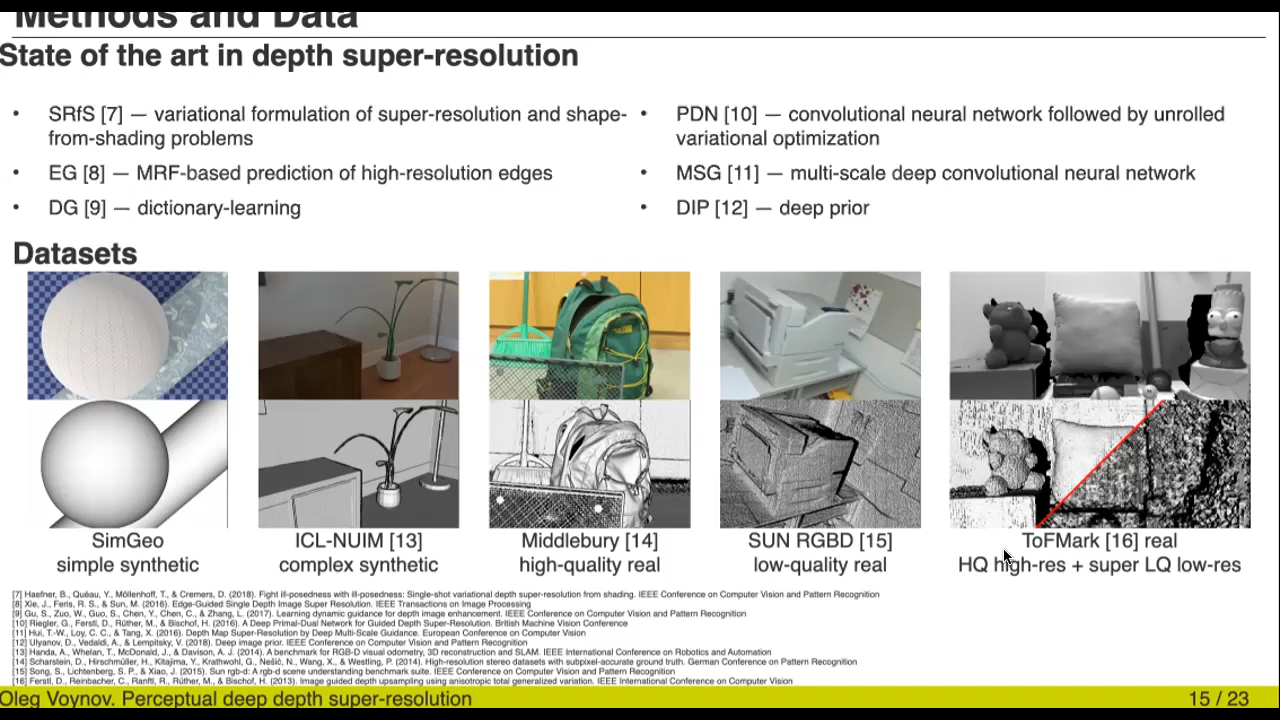 Methods and Data
State of the art in depth super-resolution
• SRfS [7] — variational formulation of super-resolution and shape-
from-shading problems
• EG [8] — MRF-based prediction of high-resolution edges
• DG [9] — dictionary-learning
• PDN [10] — convolutional neural network followed by unrolled
variational optimization
• MSG [11] — multi-scale deep convolutional neural network
• DIP [12] — deep prior
Datasets
SimGeo
simple synthetic
ICL-NUIM [13]
complex synthetic
Middlebury [14]
high-quality real
SUN RGBD [15]
low-quality real
ToFMark [16] real
HQ high-res + super LQ low-res
[7] Haefner, B., Quéau, Y., Möllenhoff, T., & Cremers, D. (2018). Fight ill-posedness with ill-posedness: Single-shot variational depth super-resolution from shading. IEEE Conference on Computer Vision and Pattern Recognition
[8] Xie, J., Feris, R. S., & Sun, M. (2016). Edge-Guided Single Depth Image Super Resolution. IEEE Transactions on Image Processing
[9] Gu, S., Zuo, W., Guo, S., Chen, Y., Chen, C., & Zhang, L. (2017). Learning dynamic guidance for depth image enhancement. IEEE Conference on Computer Vision and Pattern Recognition
[10] Riegler, G., Ferstl, D., Rüther, M., & Bischof, H. (2016). A Deep Primal-Dual Network for Guided Depth Super-Resolution. British Machine Vision Conference
[11] Hui, T.-W., Loy, C. C., & Tang, X. (2016). Depth Map Super-Resolution by Deep Multi-Scale Guidance. European Conference on Computer Vision
[12] Ulyanov, D., Vedaldi, A., & Lempitsky, V. (2018). Deep image prior. IEEE Conference on Computer Vision and Pattern Recognition
[13] Handa, A., Whelan, T., McDonald, J., & Davison, A. J. (2014). A benchmark for RGB-D visual odometry, 3D reconstruction and SLAM. IEEE International Conference on Robotics and Automation
[14] Scharstein, D., Hirschmüller, H., Kitajima, Y., Krathwohl, G., Nešić, N., Wang, X., & Westling, P. (2014). High-resolution stereo datasets with subpixel-accurate ground truth. German Conference on Pattern Recognition
[15] Song, S., Lichtenberg, S. P., & Xiao, J. (2015). Sun rgb-d: A rgb-d scene understanding benchmark suite. IEEE Conference on Computer Vision and Pattern Recognition
[16] Ferstl, D., Reinbacher, C., Ranftl, R., Rüther, M., & Bischof, H. (2013). Image guided depth upsampling using anisotropic total generalized variation. IEEE International Conference on Computer Vision
Oleg Voynov. Perceptual deep depth super-resolution
15 / 23